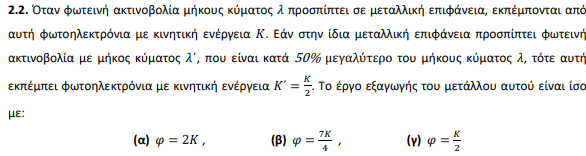 2.2. Όταν φωτεινή ακτινοβολία μήκους κύματος λ προσπίπτει σε μεταλλική επιφάνεια, εκπέμπονται από
αυτή φωτοηλεκτρόνια με κινητική ενέργεια K. Εάν στην ίδια μεταλλική επιφάνεια προσπίπτει φωτεινή
ακτινοβολία με μήκος κύματος λ′, που είναι κατά 50% μεγαλύτερο του μήκους κύματος λ, τότε αυτή
εκπέμπει φωτοηλεκτρόνια με κινητική ενέργεια K′ = K/2. Το έργο εξαγωγής του μετάλλου αυτού είναι ίσο
με:
(α) φ = 2K , (β) φ = 7K/4 , (γ) φ = K/2